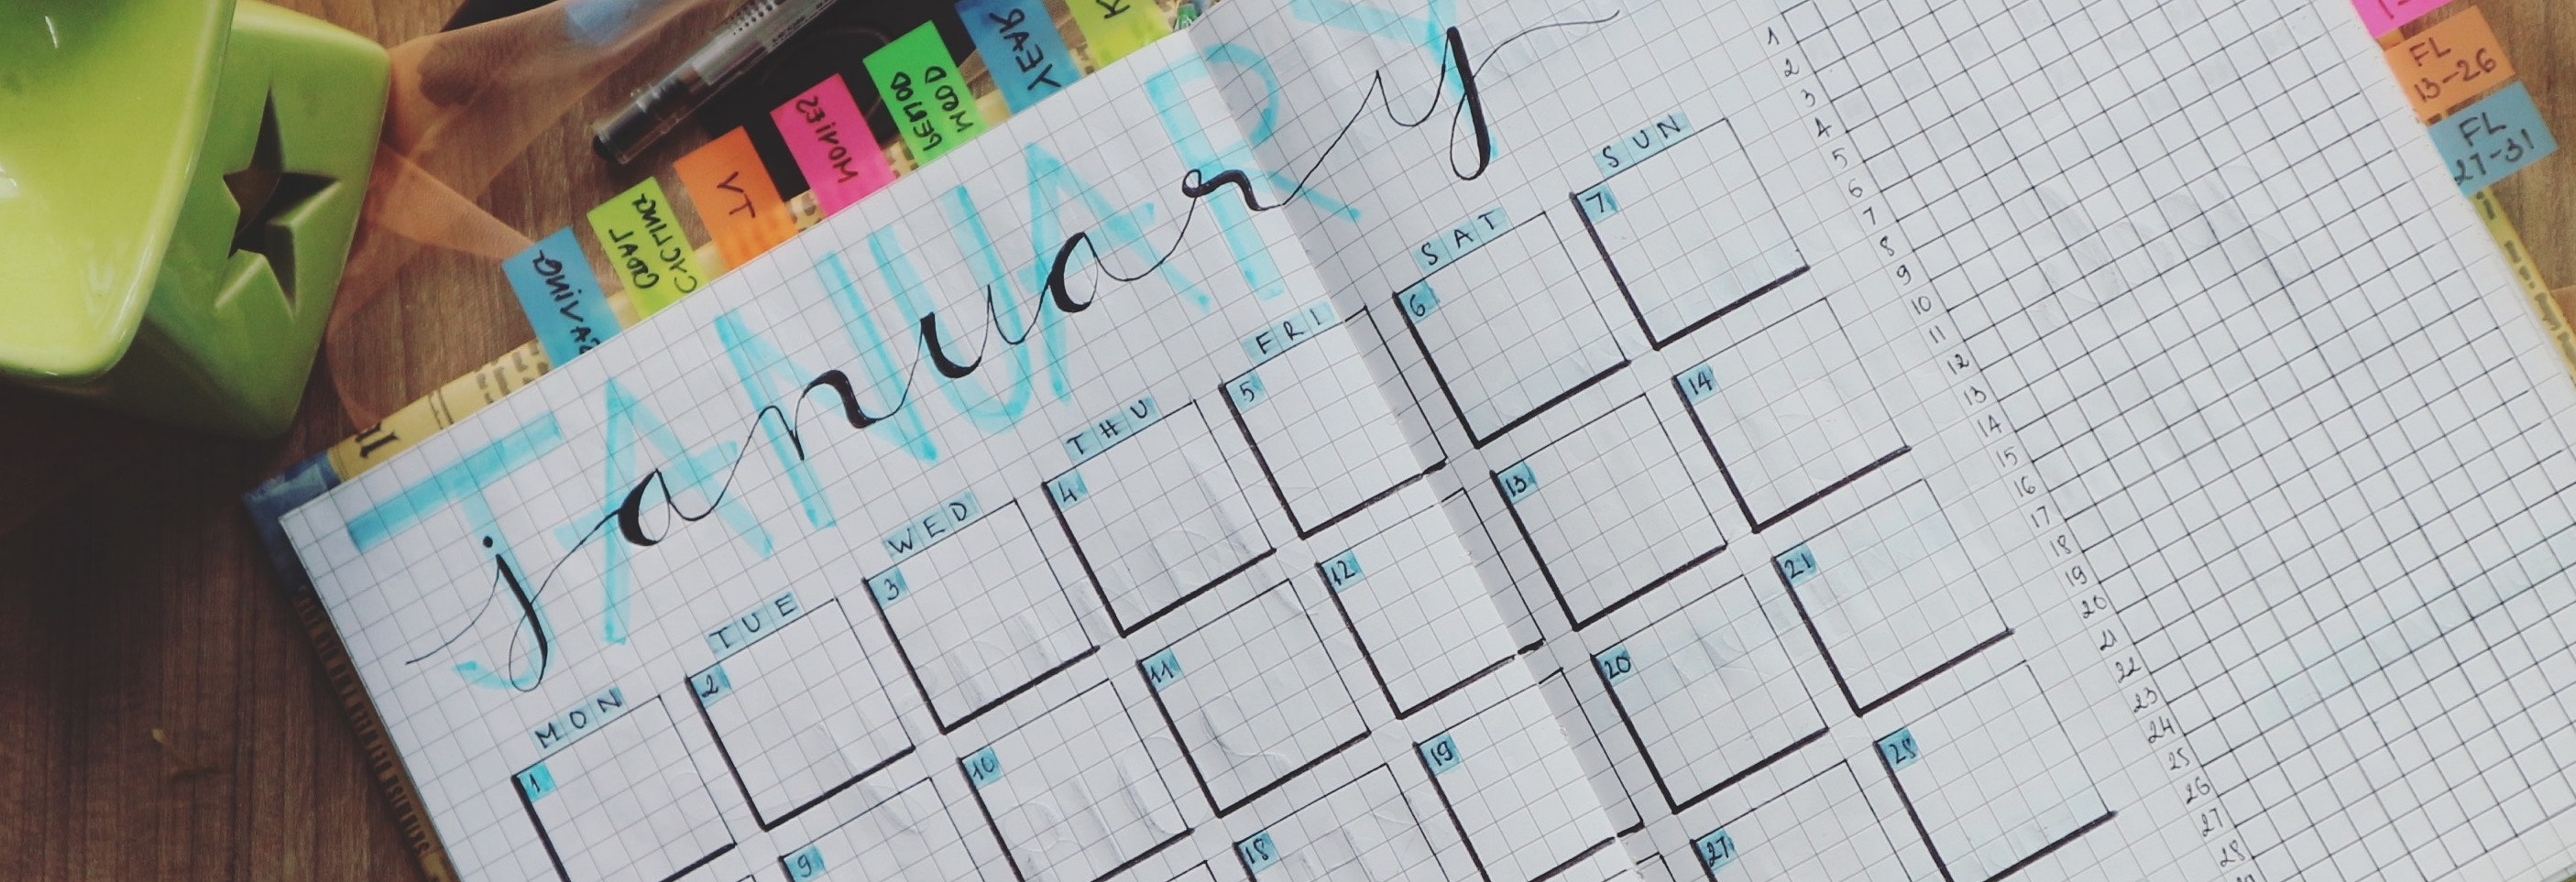 YEAR
PERIOD
MOOD
MOVIES
TV
CYCLING
GOAL
SAVING
JANUARY
january
MON TUE WED THU FRI SAT SUN
1 2 3 4 5 6 7
9 10 11 12 13 14
18 19 20 21
27 28
1
2
3
4
5
6
7
8
9
10
11
12
13
14
15
16
17
18
19
20
21
22
23
24
25
26
27
28
FL
13-26
FL
27-31